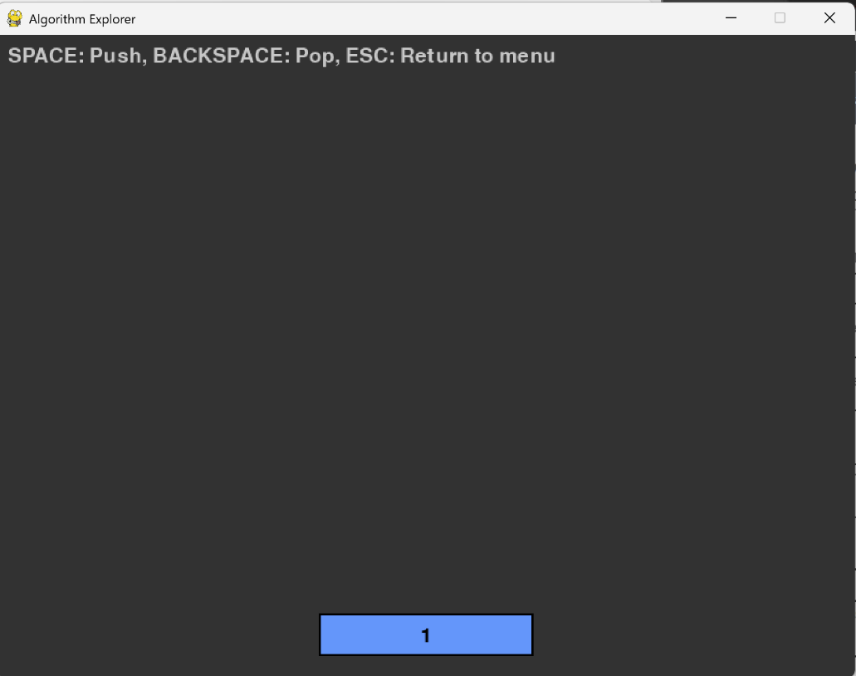 Algorithm Explorer
SPACE: Push, BACKSPACE: Pop, ESC: Return to menu
1